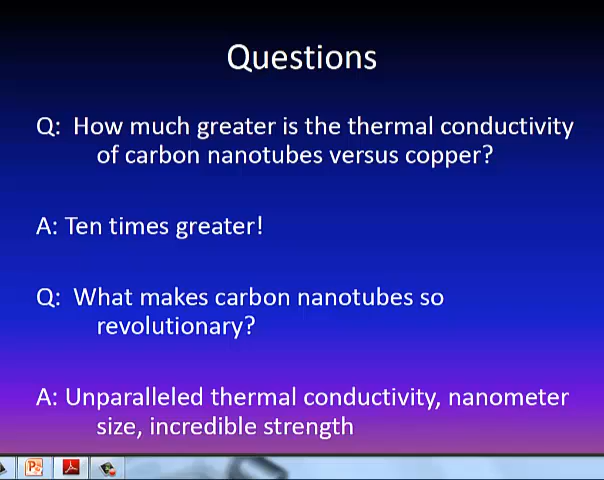 Questions
Q: How much greater is the thermal conductivity
of carbon nanotubes versus copper?
A: Ten times greater!
Q: What makes carbon nanotubes so
revolutionary?
A: Unparalleled thermal conductivity, nanometer
size, incredible strength